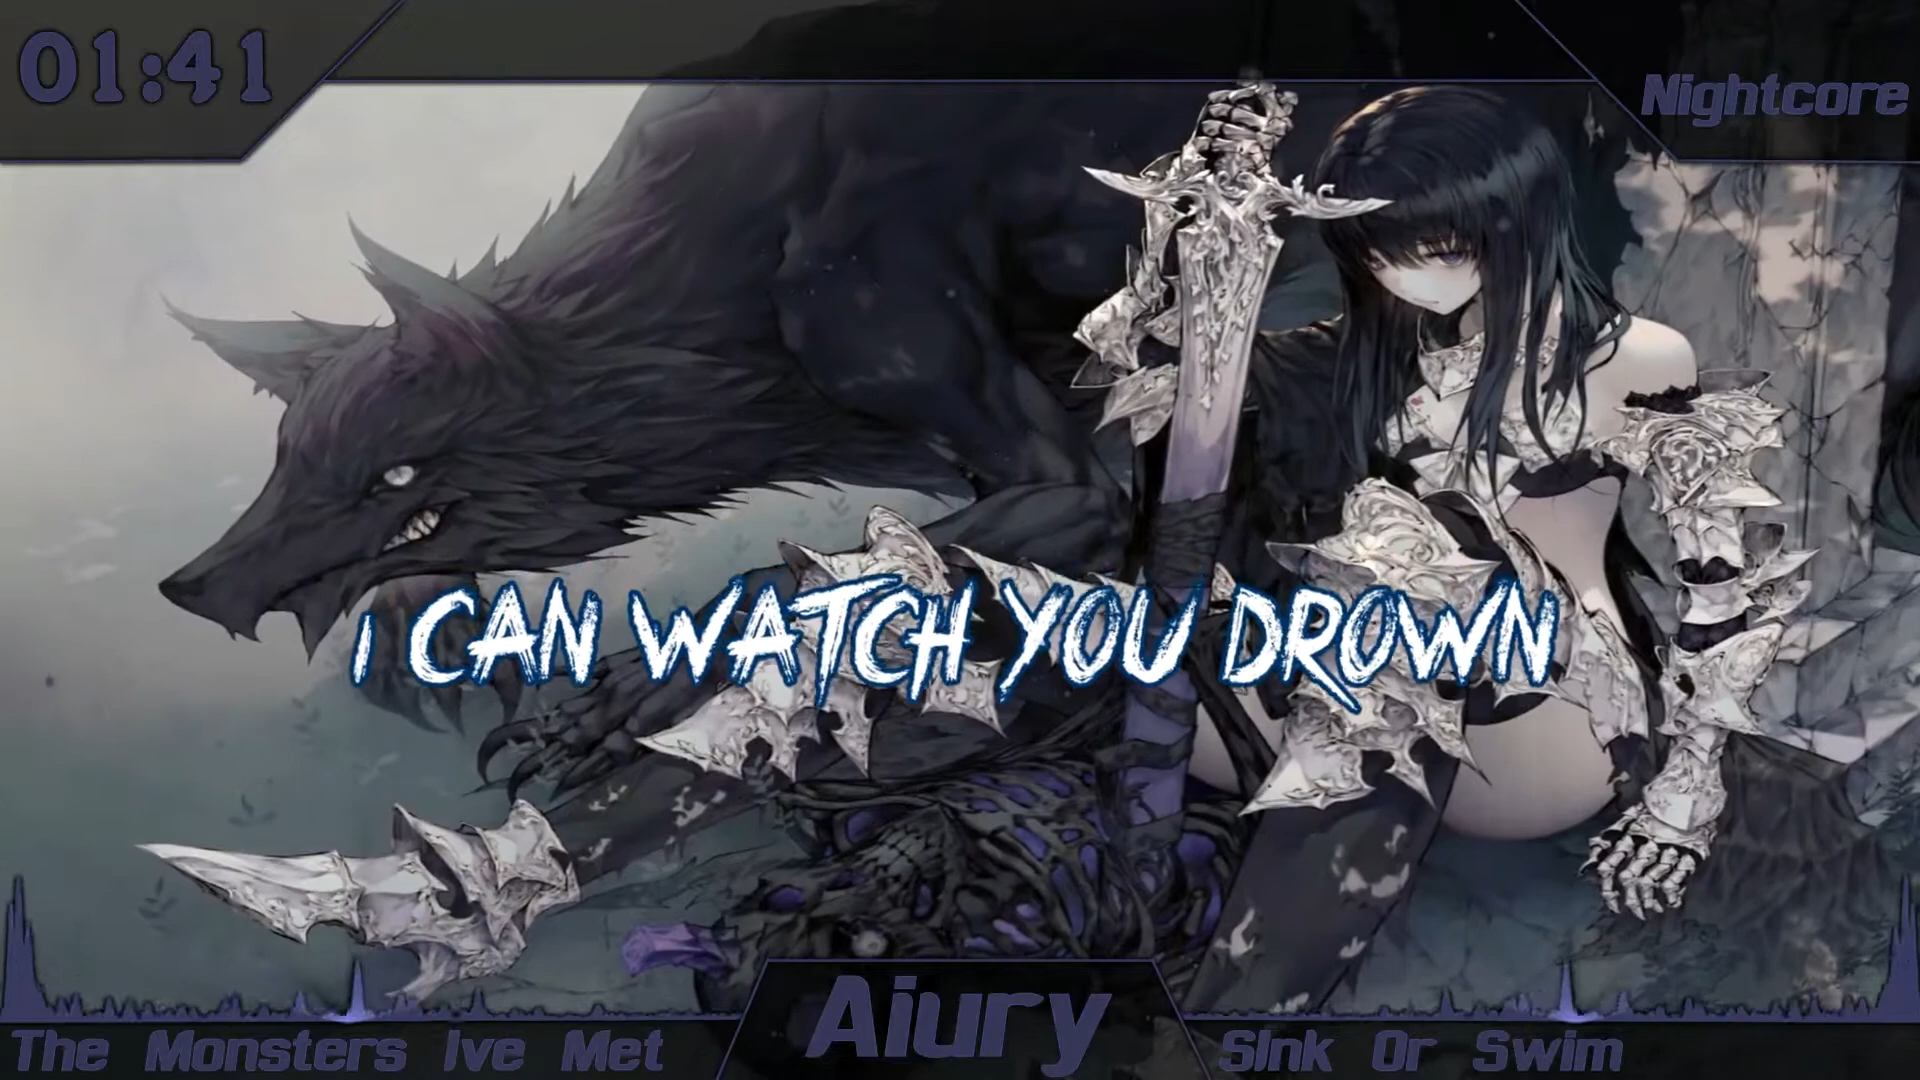 01:41
Nightcore
I CAN WATCH YOU DROWN
The Monsters Ive Met
Aiury
SInk Or Swim